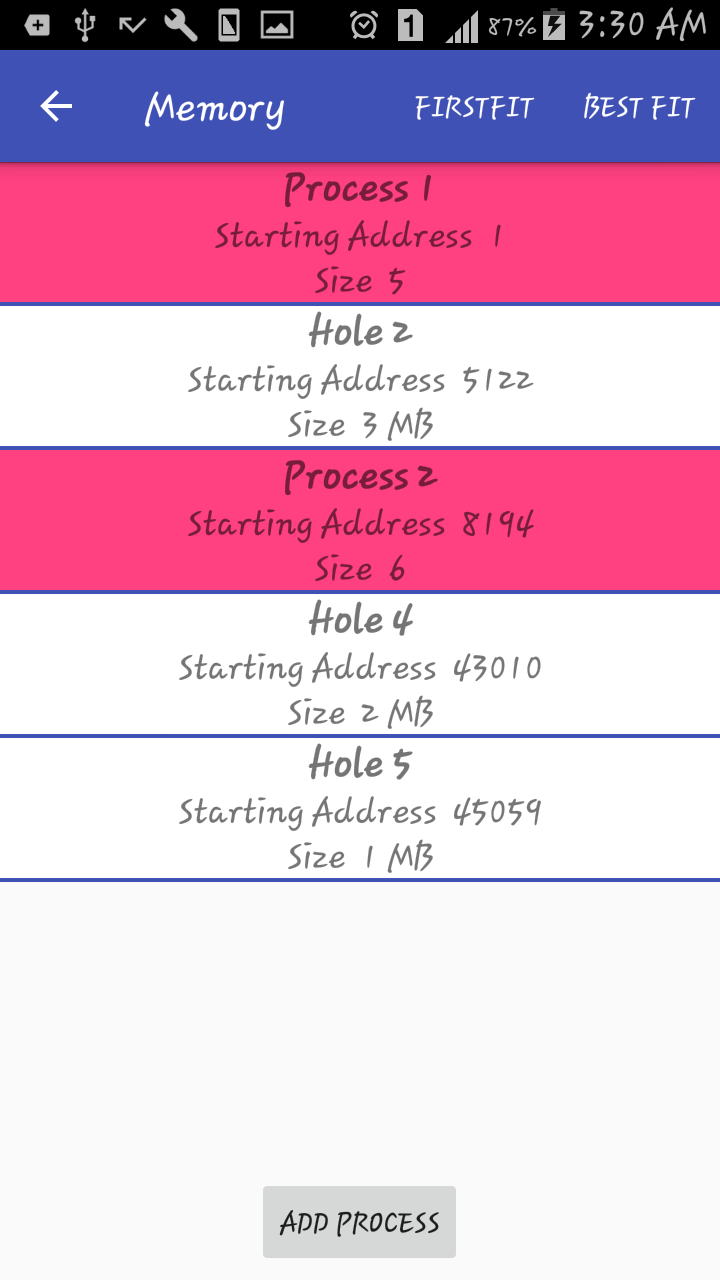 1 87% 3:30 AM
Memory FIRSTFIT BEST FIT
Process 1
Starting Address 1
Size 5
Hole 2
Starting Address 5122
Size 3 MB
Process 2
Starting Address 8194
Size 6
Hole 4
Starting Address 43010
Size 2 MB
Hole 5
Starting Address 45059
Size 1 MB
ADD PROCESS